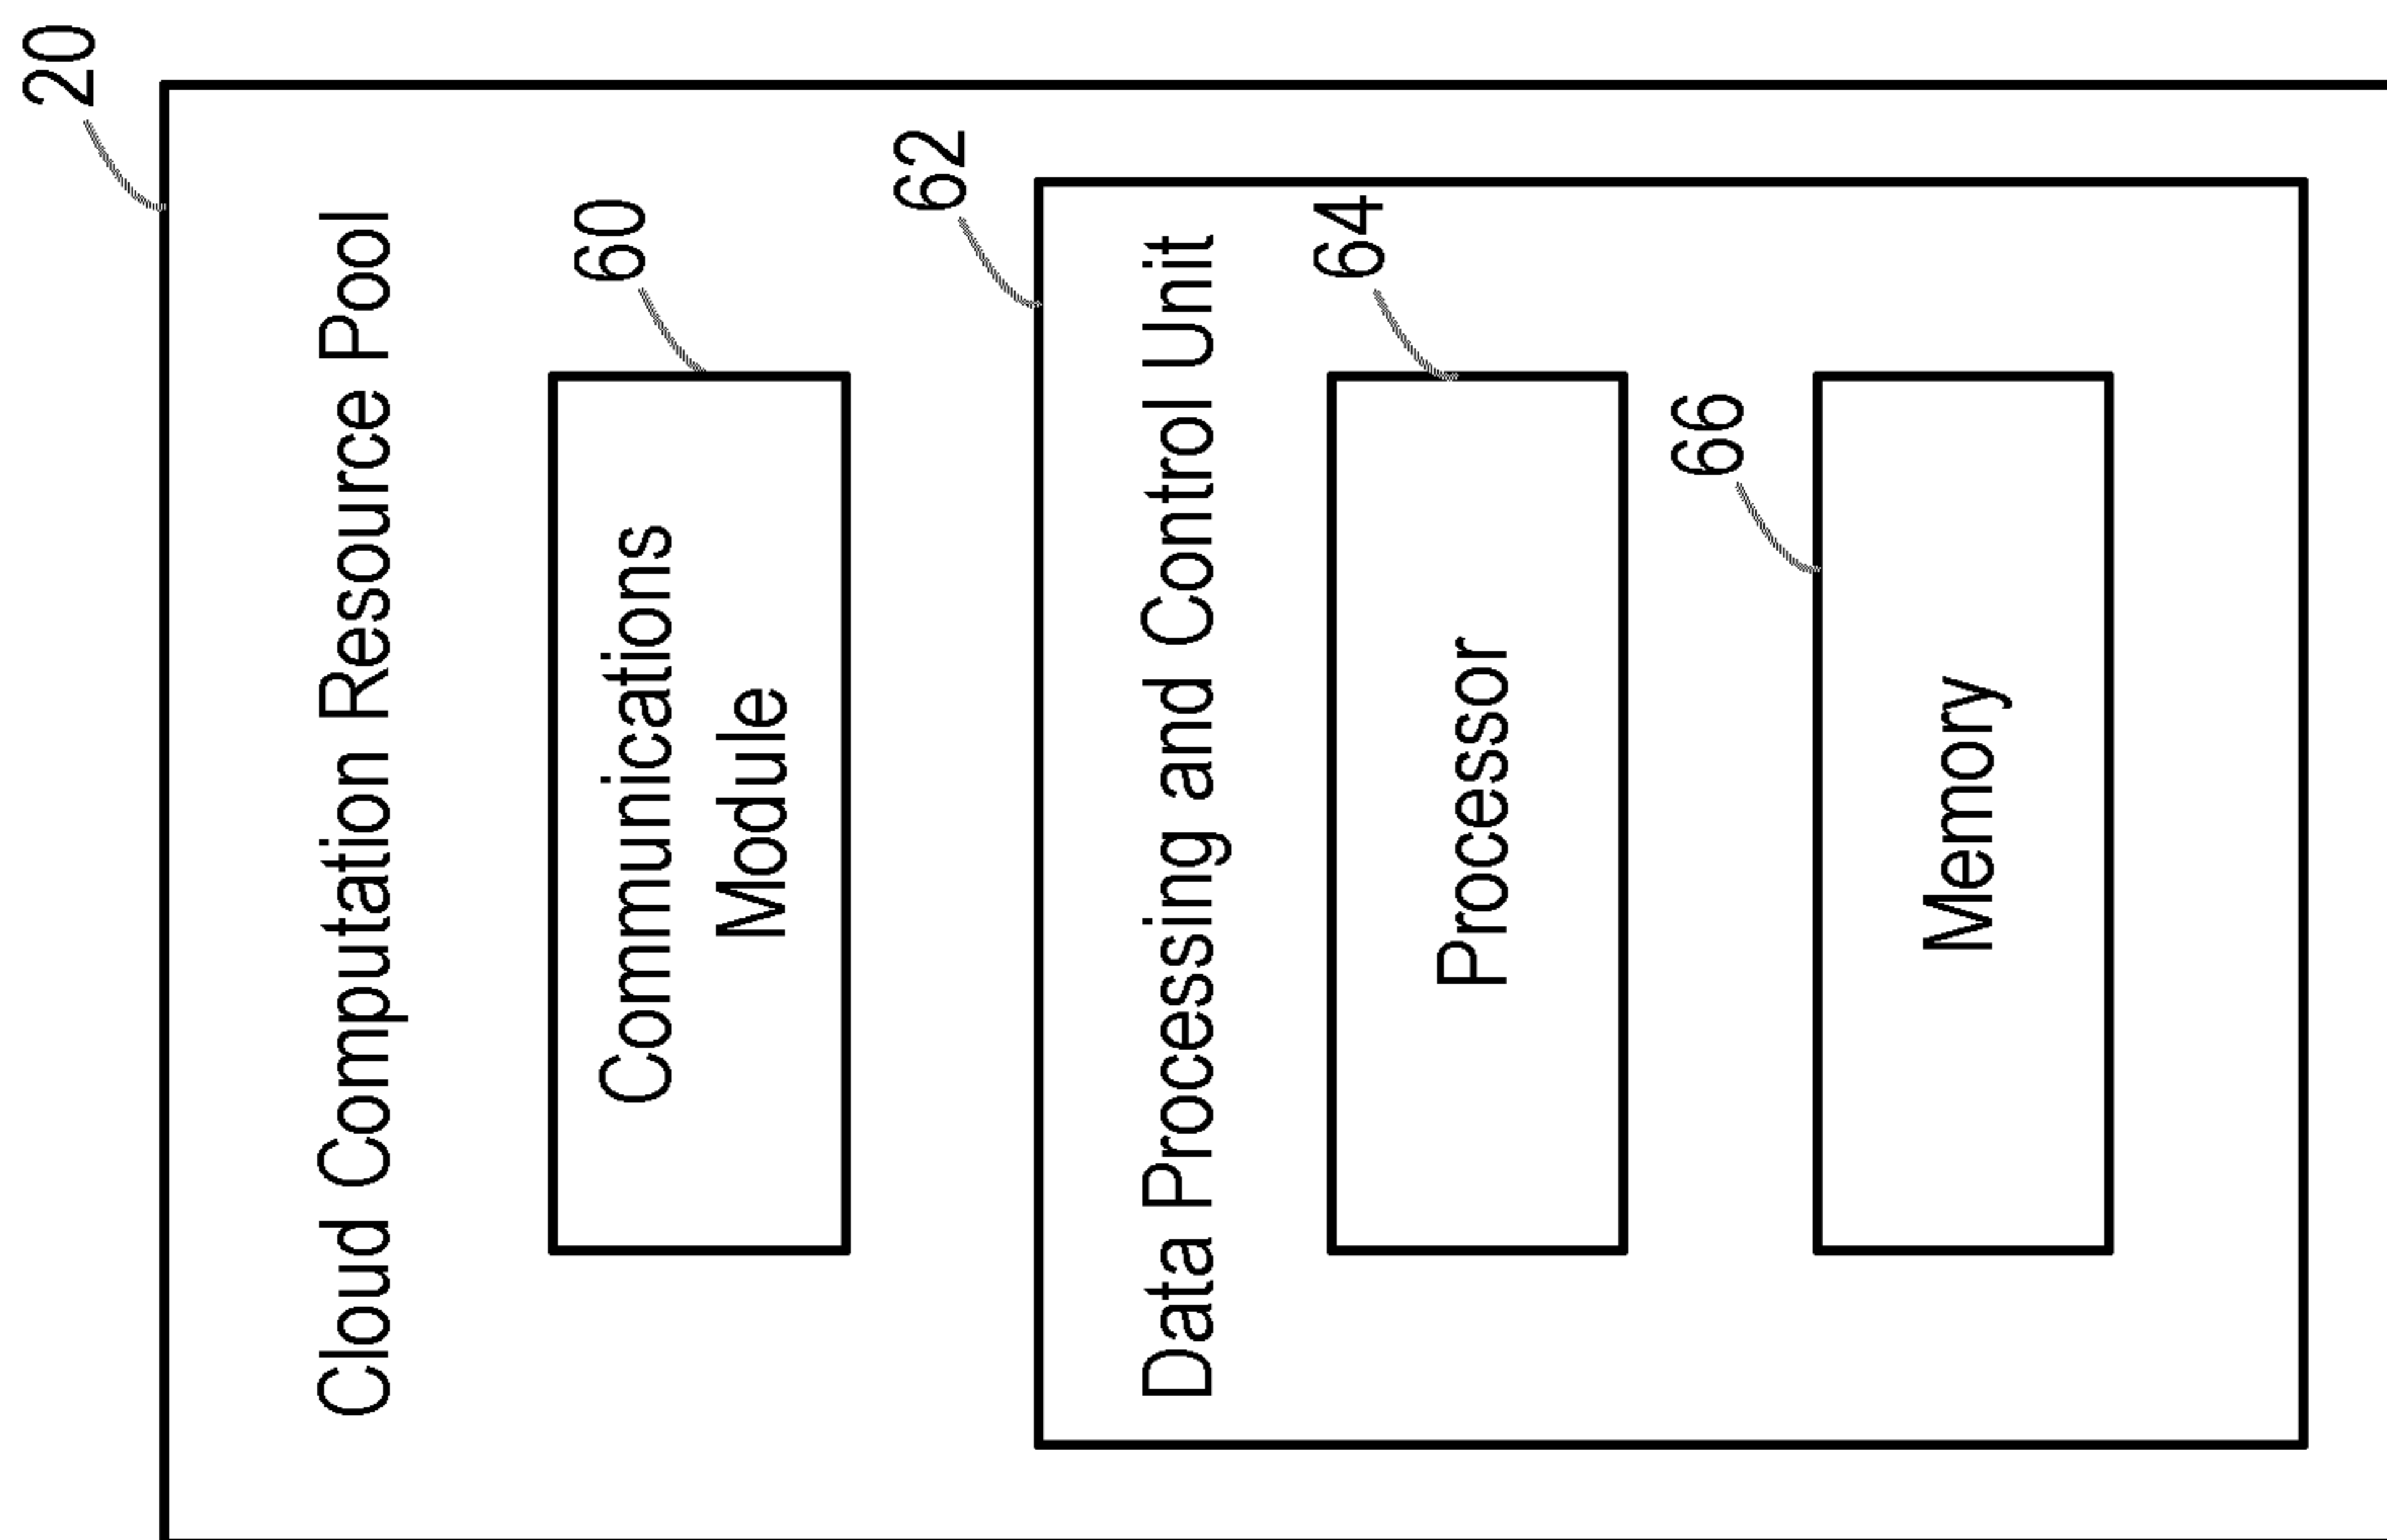 20
Cloud Computation Resource Pool
60
Communications
Module
62
Data Processing and Control Unit
64
Processor
66
Memory